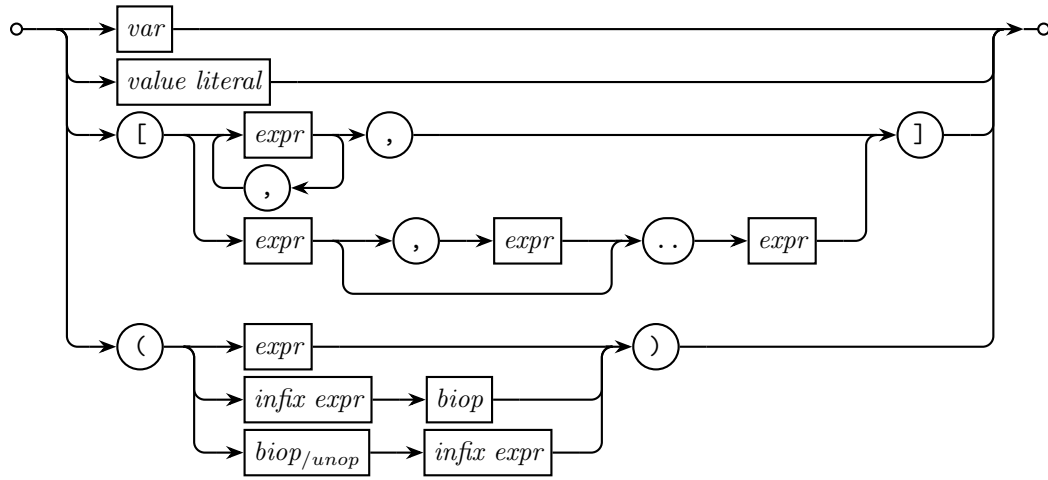 var
value literal
[ expr , ]
,
expr , expr .. expr
( expr )
infix expr biop
biop/unop infix expr